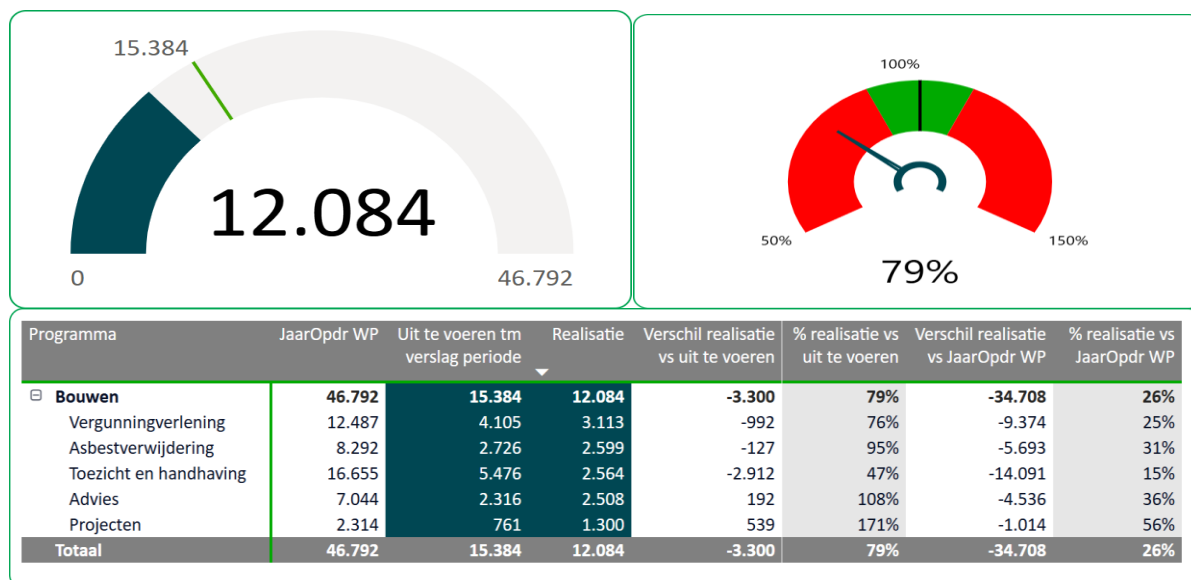 15.384
12.084
0
46.792
100%
50%
150%
79%
Programma JaarOpdr WP Uit te voeren tm verslag periode Realisatie Verschil realisatie vs uit te voeren % realisatie vs uit te voeren Verschil realisatie vs JaarOpdr WP % realisatie vs JaarOpdr WP
Bouwen 46.792 15.384 12.084 -3.300 79% -34.708 26%
Vergunningverlening 12.487 4.105 3.113 -992 76% -9.374 25%
Asbestverwijdering 8.292 2.726 2.599 -127 95% -5.693 31%
Toezicht en handhaving 16.655 5.476 2.564 -2.912 47% -14.091 15%
Advies 7.044 2.316 2.508 192 108% -4.536 36%
Projecten 2.314 761 1.300 539 171% -1.014 56%
Totaal 46.792 15.384 12.084 -3.300 79% -34.708 26%